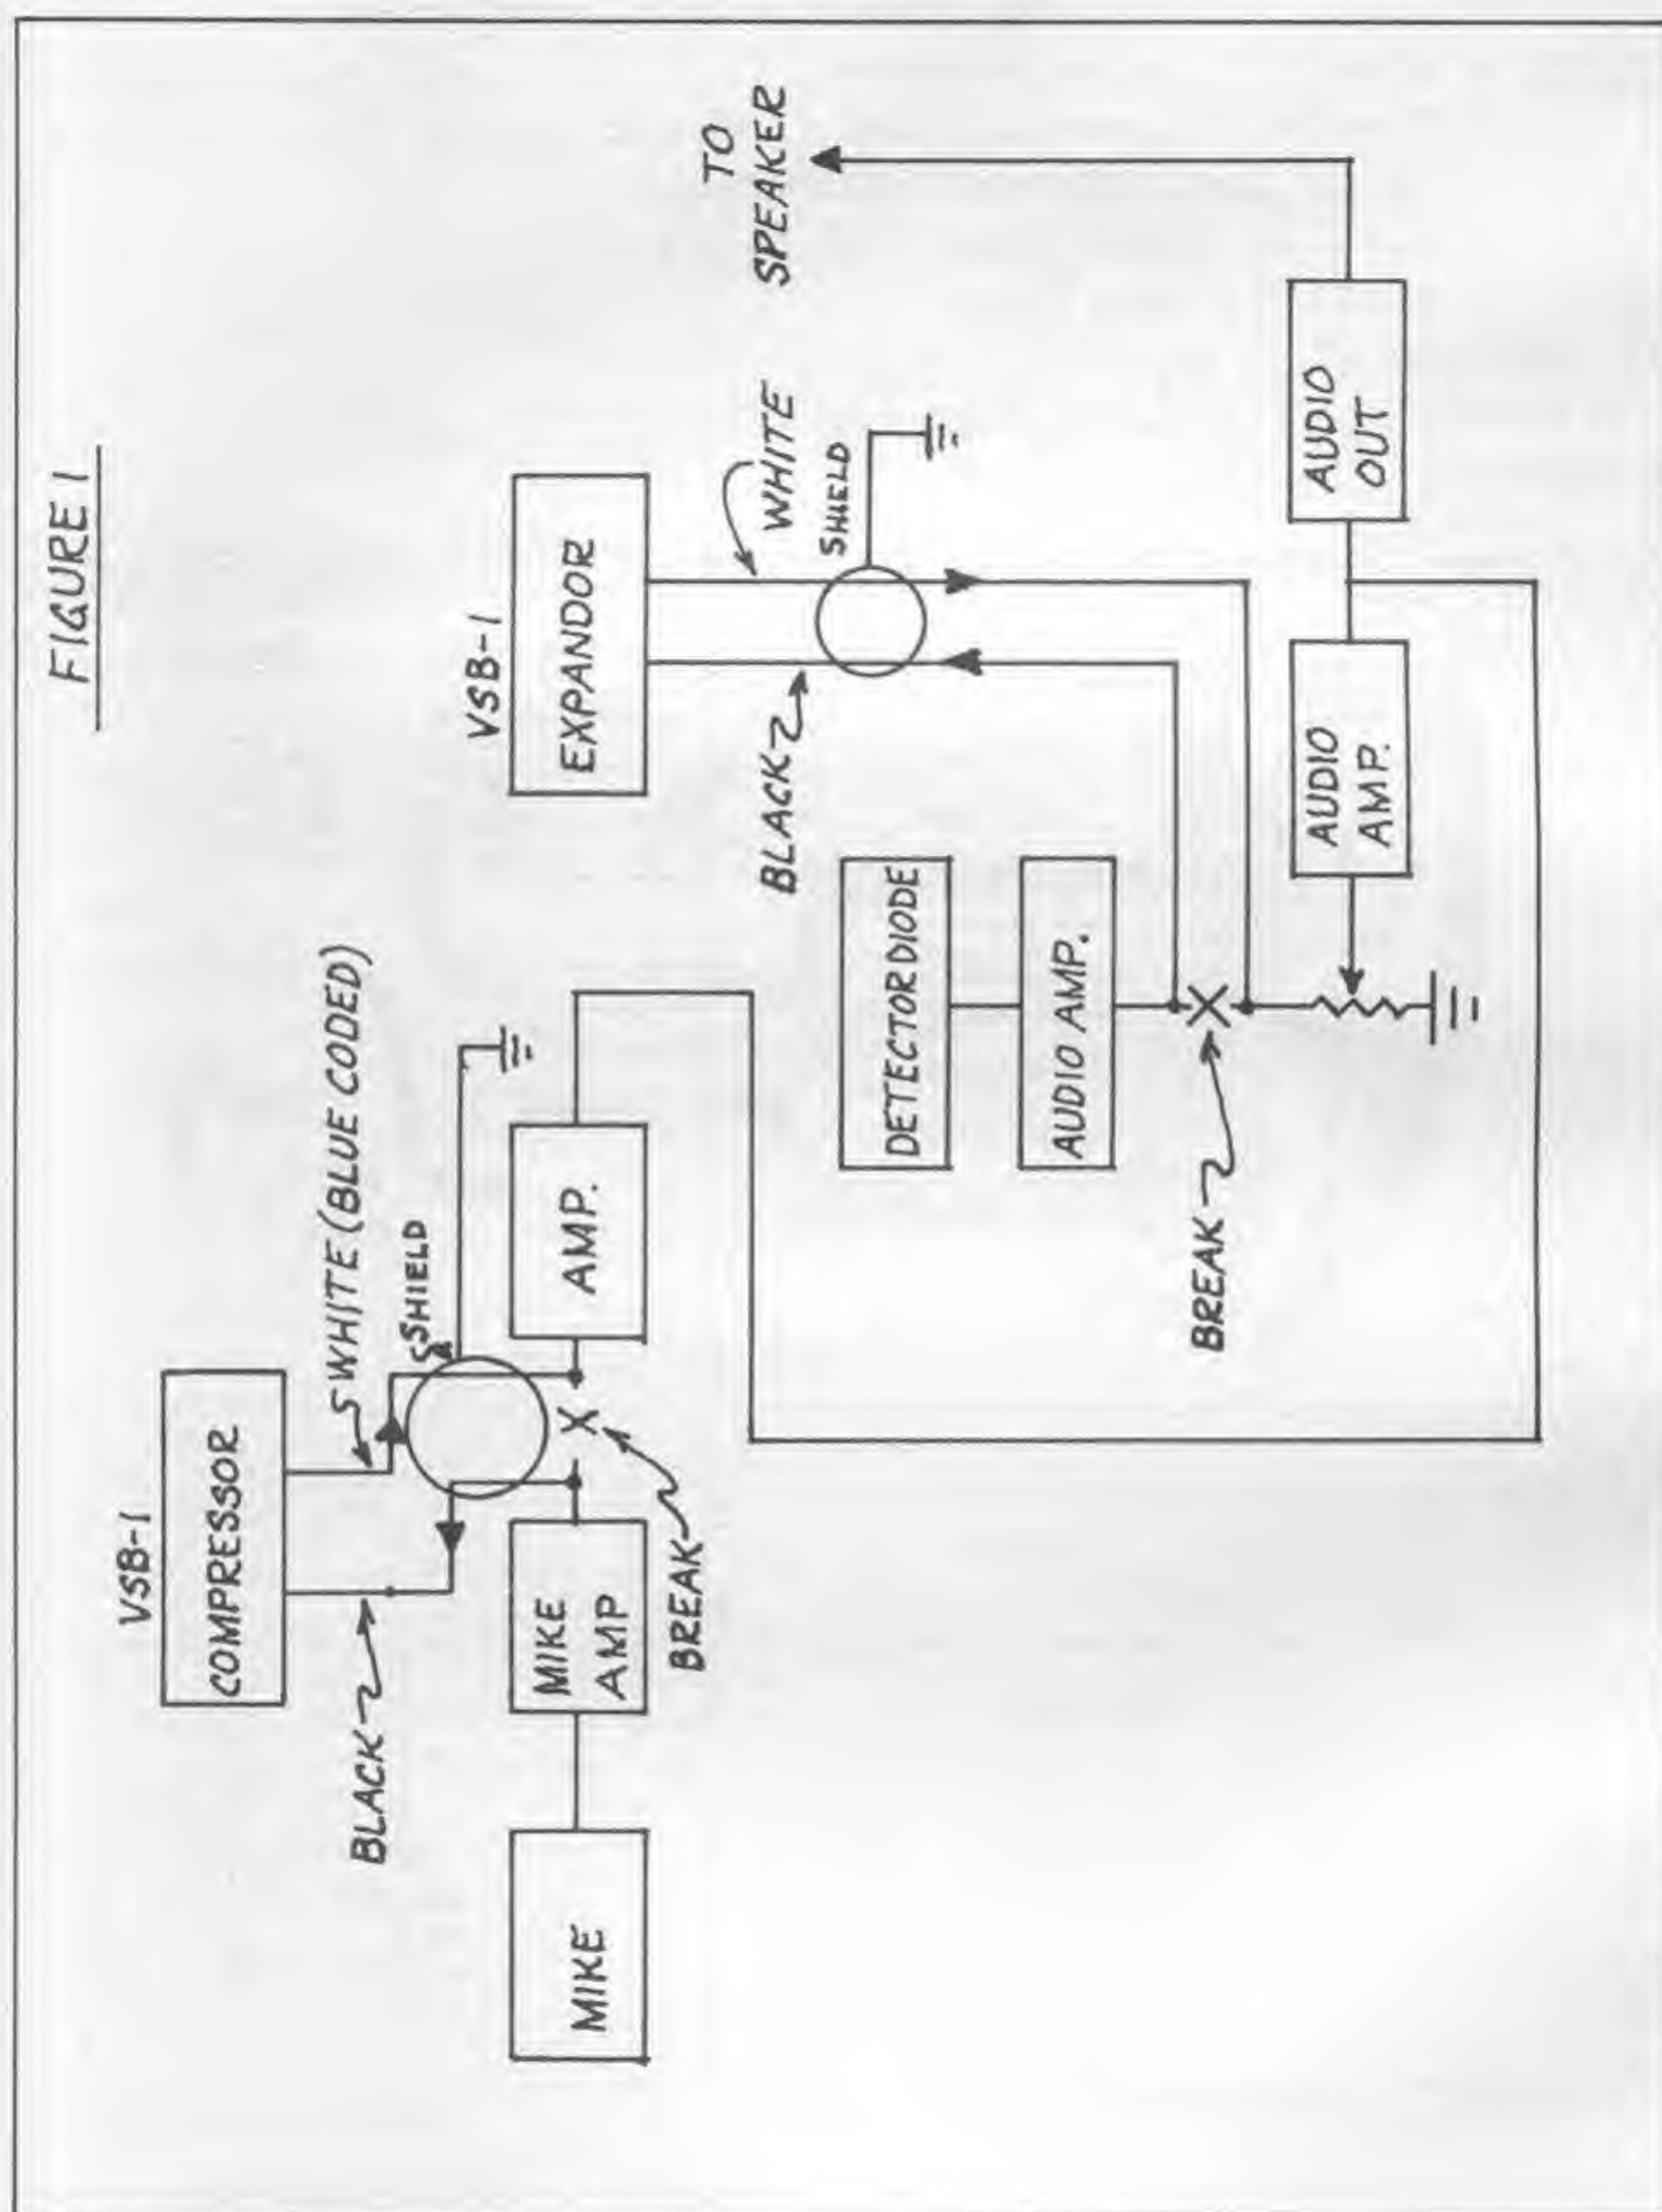 FIGURE 1
VSB-1
COMPRESSOR
BLACK
WHITE (BLUE CODED)
SHIELD
MIKE
MIKE
AMP
AMP.
BREAK
VSB-1
EXPANDOR
BLACK
WHITE
SHIELD
TO
SPEAKER
DETECTOR DIODE
AUDIO AMP.
BREAK
AUDIO
AMP.
AUDIO
OUT